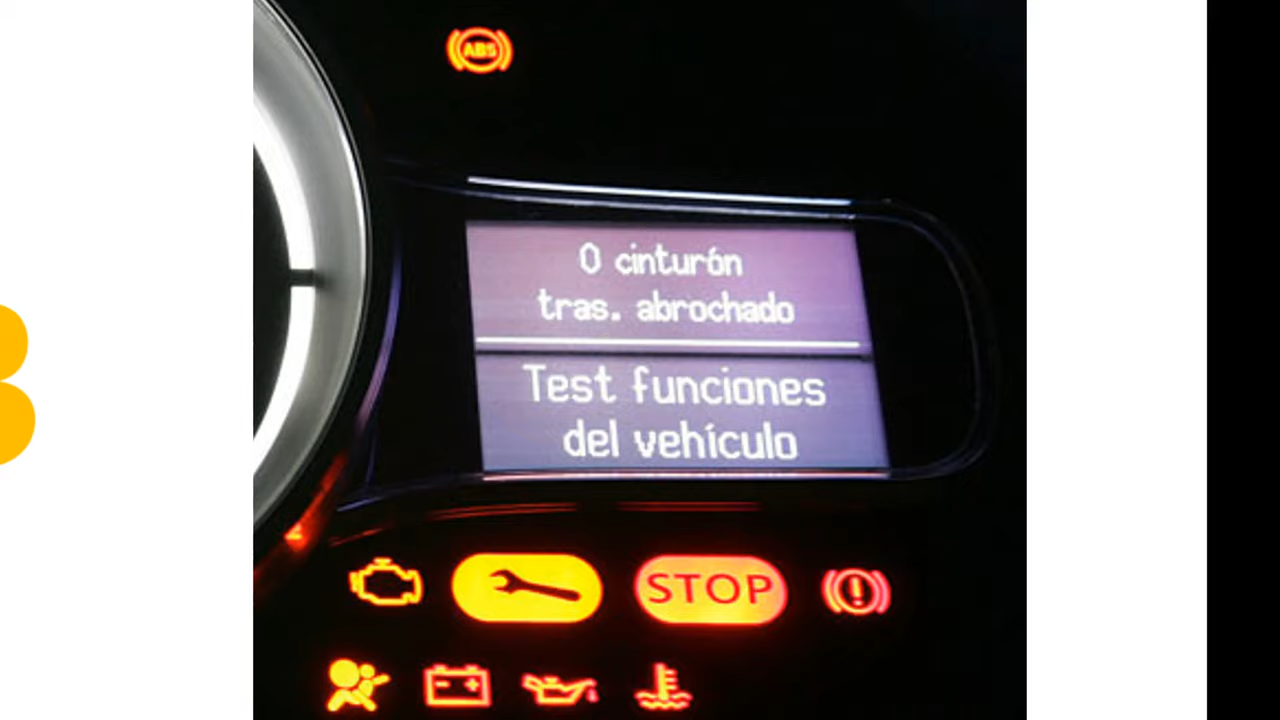 ABS
0 cinturón
tras. abrochado
Test funciones
del vehículo
STOP